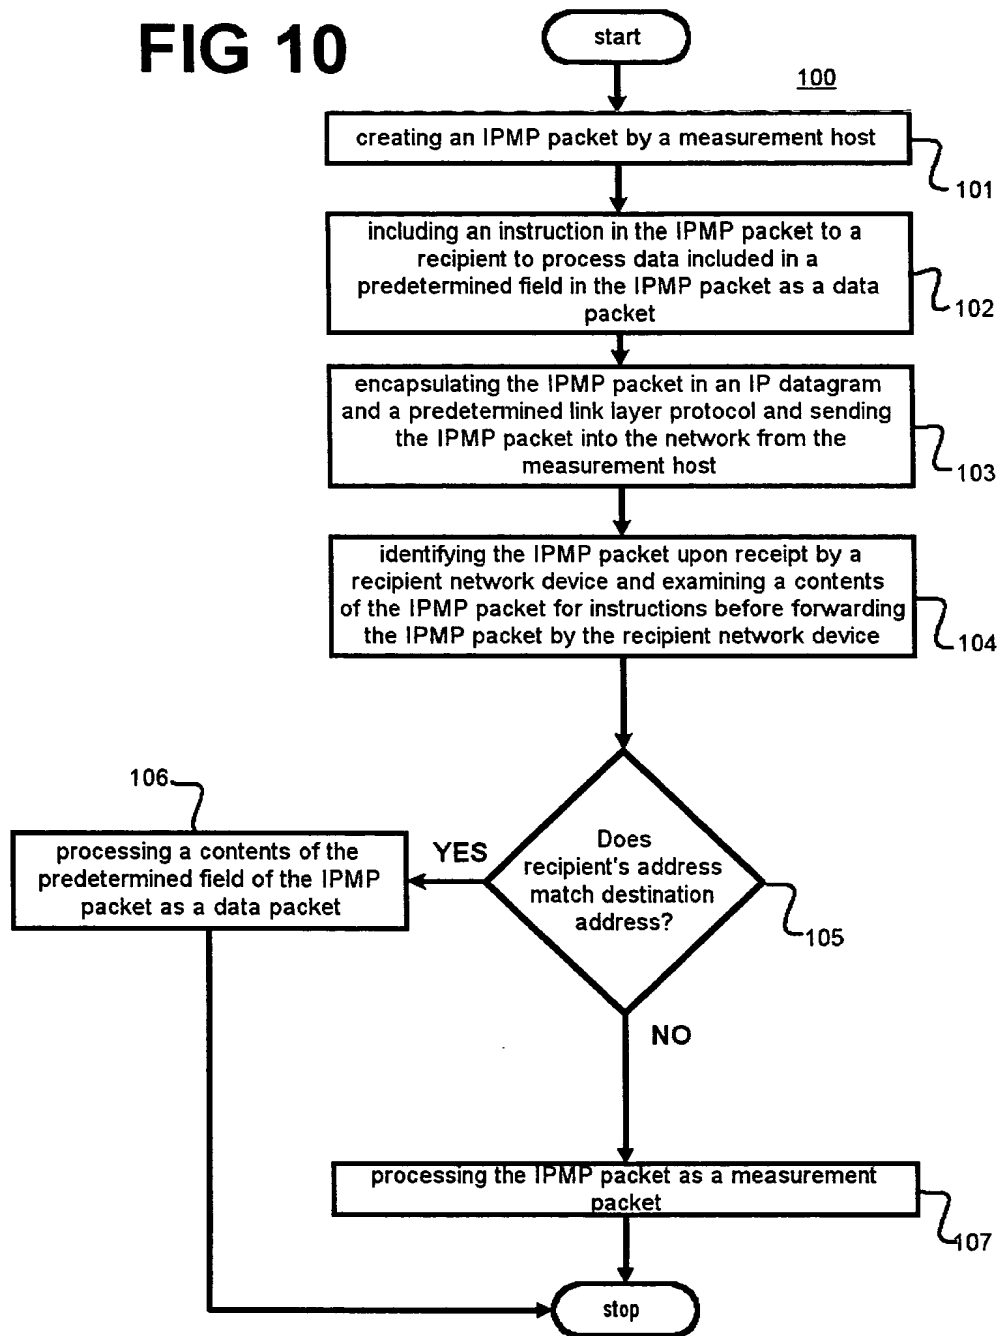 FIG 10
start
100
creating an IPMP packet by a measurement host
101
including an instruction in the IPMP packet to a
recipient to process data included in a
predetermined field in the IPMP packet as a data
packet
102
encapsulating the IPMP packet in an IP datagram
and a predetermined link layer protocol and sending
the IPMP packet into the network from the
measurement host
103
identifying the IPMP packet upon receipt by a
recipient network device and examining a contents
of the IPMP packet for instructions before forwarding
the IPMP packet by the recipient network device
104
106
processing a contents of the
predetermined field of the IPMP
packet as a data packet
YES
Does
recipient's address
match destination
address?
105
NO
processing the IPMP packet as a measurement
packet
107
stop